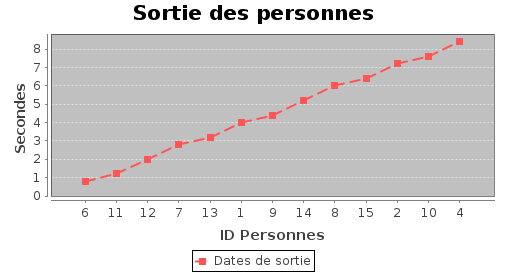 Sortie des personnes
Secondes
8
7
6
5
4
3
2
1
0
6 11 12 7 13 1 9 14 8 15 2 10 4
ID Personnes
Dates de sortie